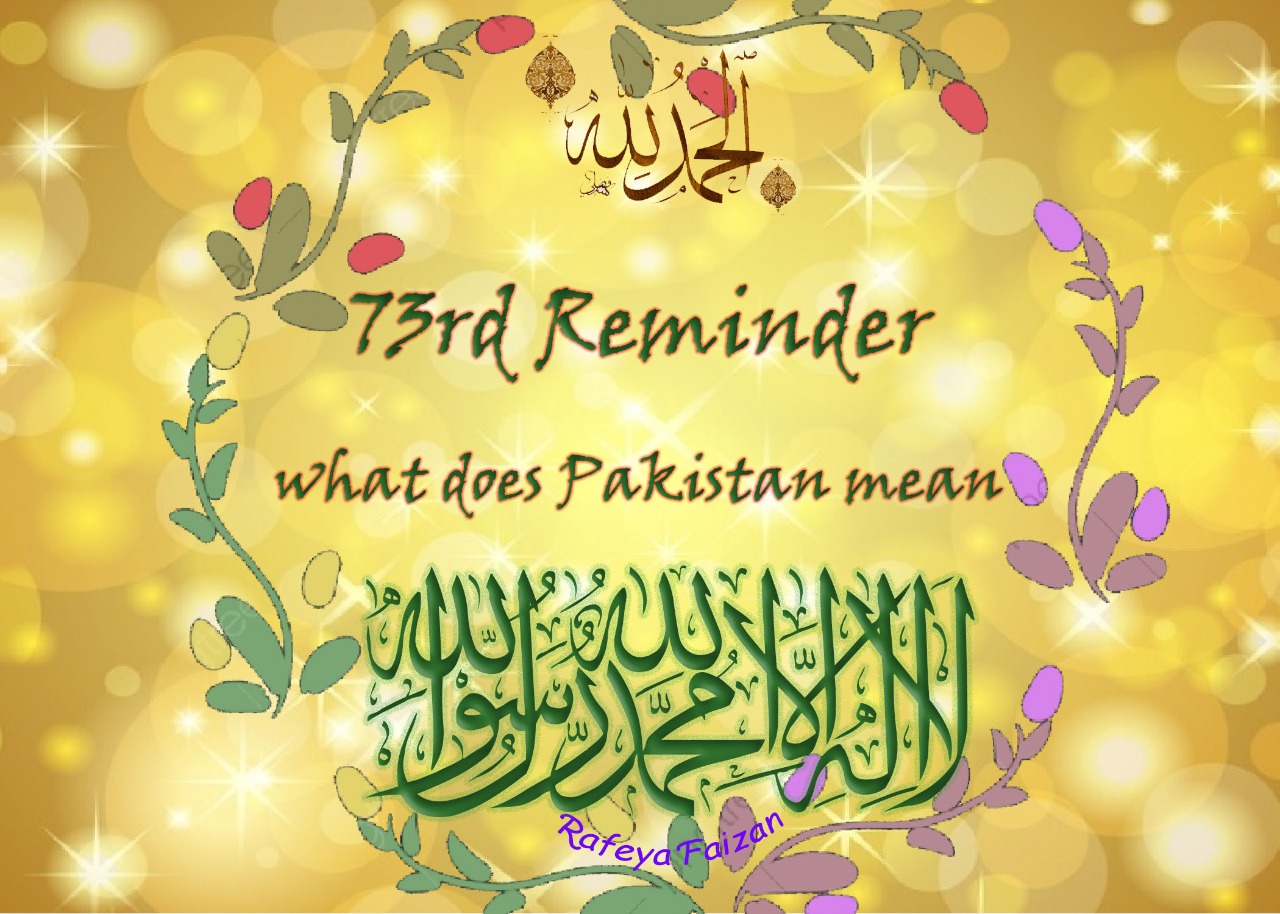 الحمد لله
73rd Reminder
what does Pakistan mean
لا إله إلا الله محمد رسول الله
Rafeya Faizan